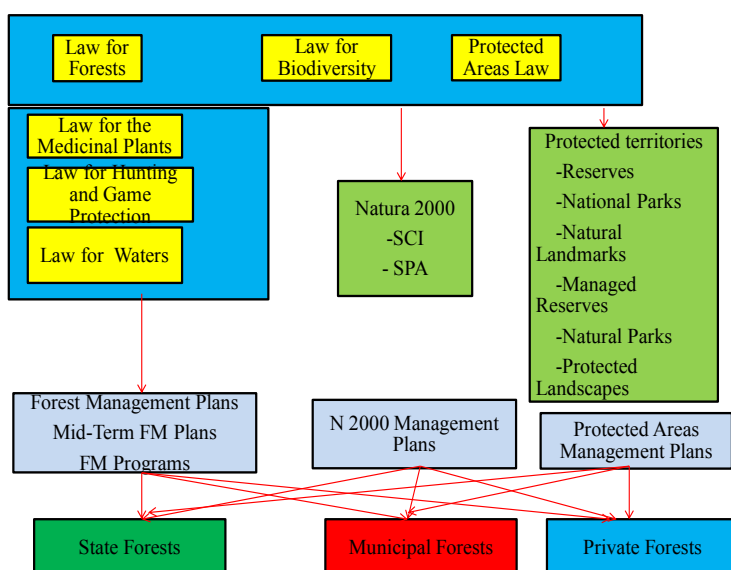 Law for
Forests
Law for
Biodiversity
Protected
Areas Law
Law for the
Medicinal Plants
Law for Hunting
and Game
Protection
Law for Waters
Natura 2000
-SCI
- SPA
Protected territories
-Reserves
-National Parks
-Natural
Landmarks
-Managed
Reserves
-Natural Parks
-Protected
Landscapes
Forest Management Plans
Mid-Term FM Plans
FM Programs
N 2000 Management
Plans
Protected Areas
Management Plans
State Forests
Municipal Forests
Private Forests